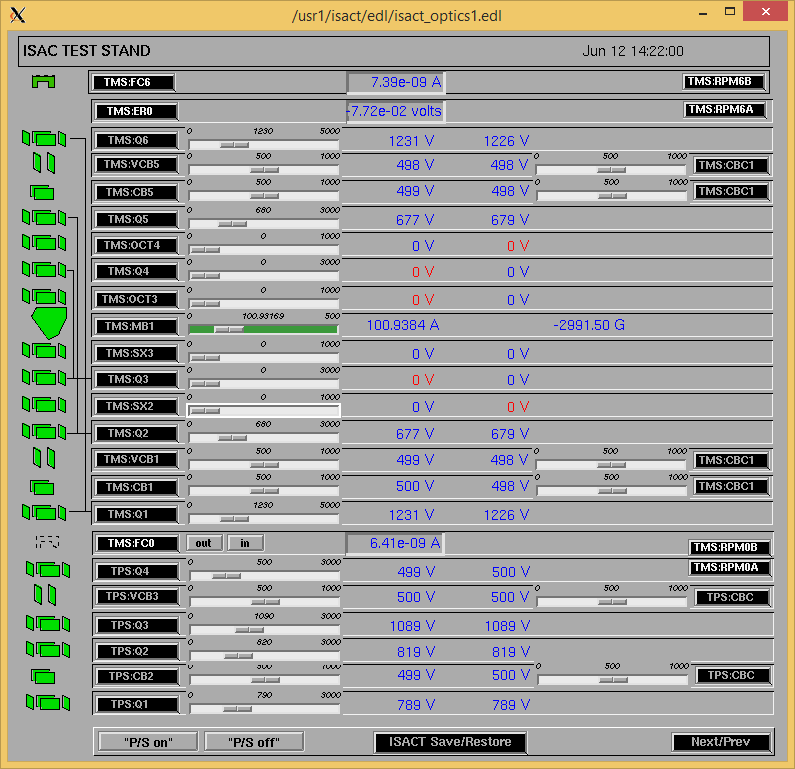 /usr1/isact/edl/isact_optics1.edl
ISAC TEST STAND Jun 12 14:22:00
TMS:FC6 7.39e-09 A TMS:RPM6B
TMS:ER0 -7.72e-02 volts TMS:RPM6A
0 1230 5000
TMS:Q6 1231 V 1226 V
0 500 1000 0 500 1000
TMS:VCB5 498 V 498 V TMS:CBC1
0 500 1000 0 500 1000
TMS:CB5 499 V 498 V TMS:CBC1
0 680 3000
TMS:Q5 677 V 679 V
0 0 1000
TMS:OCT4 0 V 0 V
0 0 3000
TMS:Q4 0 V 0 V
0 0 1000
TMS:OCT3 0 V 0 V
0 100.93169 500
TMS:MB1 100.9384 A -2991.50 G
0 0 1000
TMS:SX3 0 V 0 V
0 0 3000
TMS:Q3 0 V 0 V
0 0 1000
TMS:SX2 0 V 0 V
0 680 3000
TMS:Q2 677 V 679 V
0 500 1000 0 500 1000
TMS:VCB1 499 V 498 V TMS:CBC1
0 500 1000 0 500 1000
TMS:CB1 500 V 498 V TMS:CBC1
0 1230 5000
TMS:Q1 1231 V 1226 V
TMS:FC0 out in 6.41e-09 A TMS:RPM0B
0 500 3000 TMS:RPM0A
TPS:Q4 499 V 500 V
0 500 1000 0 500 1000
TPS:VCB3 500 V 500 V TPS:CBC
0 1090 3000
TPS:Q3 1089 V 1089 V
0 820 3000
TPS:Q2 819 V 819 V
0 500 1000 0 500 1000
TPS:CB2 499 V 500 V TPS:CBC
0 790 3000
TPS:Q1 789 V 789 V
"P/S on" "P/S off" ISACT Save/Restore Next/Prev